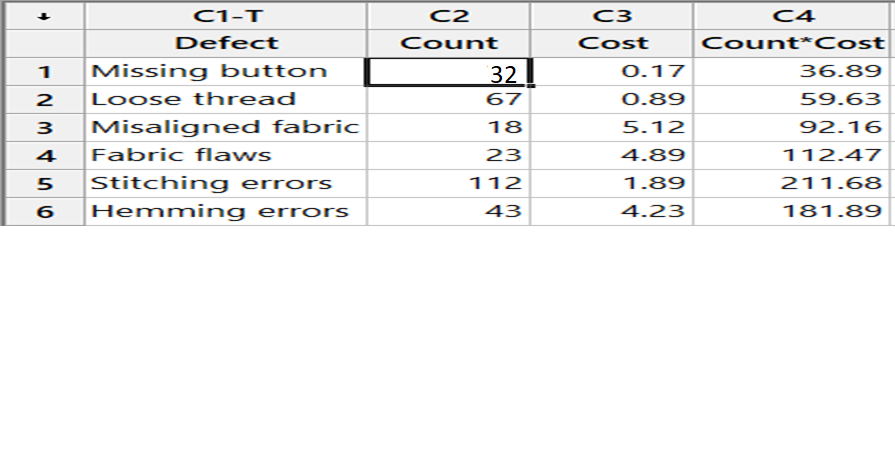 ↓ C1-T C2 C3 C4
Defect Count Cost Count*Cost
1 Missing button 32 0.17 36.89
2 Loose thread 67 0.89 59.63
3 Misaligned fabric 18 5.12 92.16
4 Fabric flaws 23 4.89 112.47
5 Stitching errors 112 1.89 211.68
6 Hemming errors 43 4.23 181.89